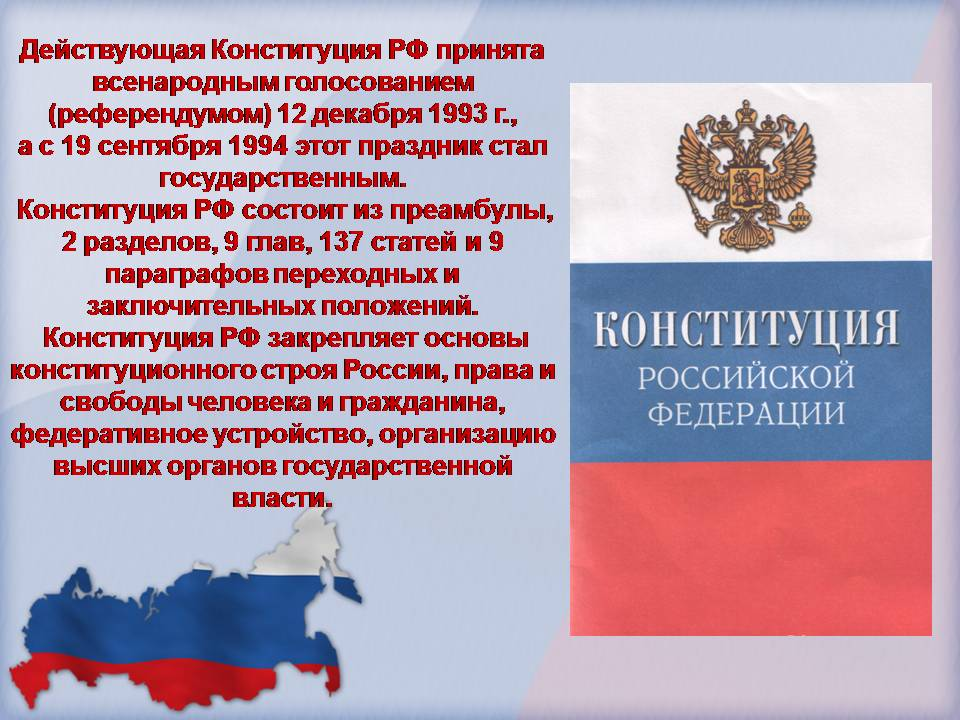 Действующая Конституция РФ принята
всенародным голосованием
(референдумом) 12 декабря 1993 г.,
а с 19 сентября 1994 этот праздник стал
государственным.
Конституция РФ состоит из преамбулы,
2 разделов, 9 глав, 137 статей и 9
параграфов переходных и
заключительных положений.
Конституция РФ закрепляет основы
конституционного строя России, права и
свободы человека и гражданина,
федеративное устройство, организацию
высших органов государственной
власти.
КОНСТИТУЦИЯ
РОССИЙСКОЙ
ФЕДЕРАЦИИ